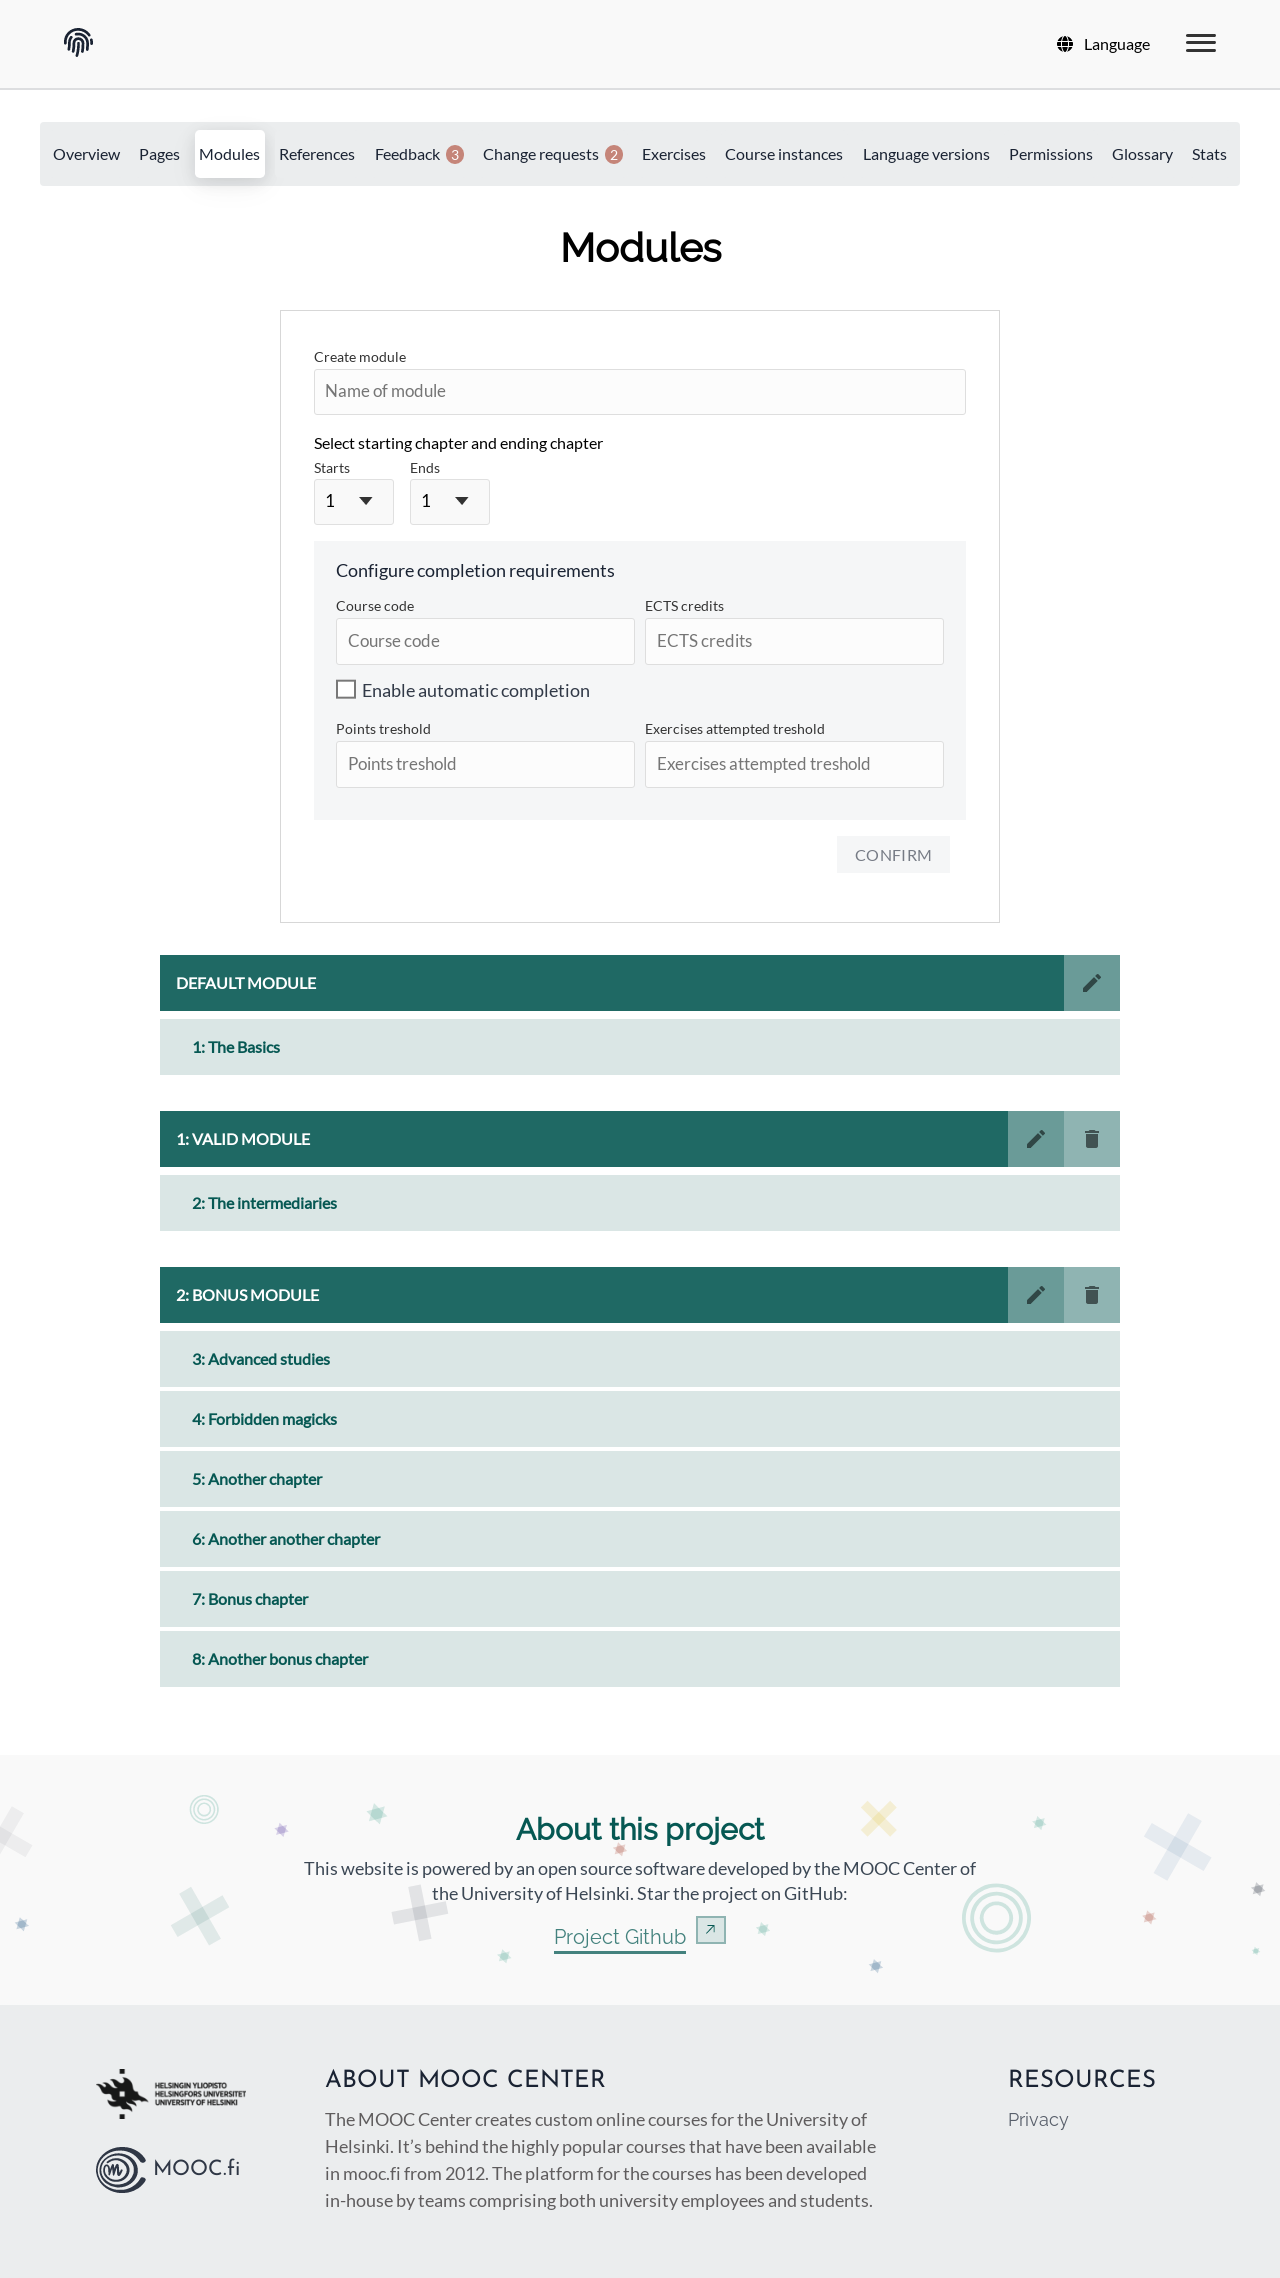 Language
Overview Pages Modules References Feedback 3 Change requests 2 Exercises Course instances Language versions Permissions Glossary Stats
Modules
Create module
Name of module
Select starting chapter and ending chapter
Starts Ends
1 1
Configure completion requirements
Course code ECTS credits
Course code ECTS credits
Enable automatic completion
Points treshold Exercises attempted treshold
Points treshold Exercises attempted treshold
CONFIRM
DEFAULT MODULE
1: The Basics
1: VALID MODULE
2: The intermediaries
2: BONUS MODULE
3: Advanced studies
4: Forbidden magicks
5: Another chapter
6: Another another chapter
7: Bonus chapter
8: Another bonus chapter
About this project
This website is powered by an open source software developed by the MOOC Center of
the University of Helsinki. Star the project on GitHub:
Project Github
HELSINGIN YLIOPISTO
HELSINGFORS UNIVERSITET
UNIVERSITY OF HELSINKI
MOOC.fi
ABOUT MOOC CENTER
The MOOC Center creates custom online courses for the University of
Helsinki. It’s behind the highly popular courses that have been available
in mooc.fi from 2012. The platform for the courses has been developed
in-house by teams comprising both university employees and students.
RESOURCES
Privacy